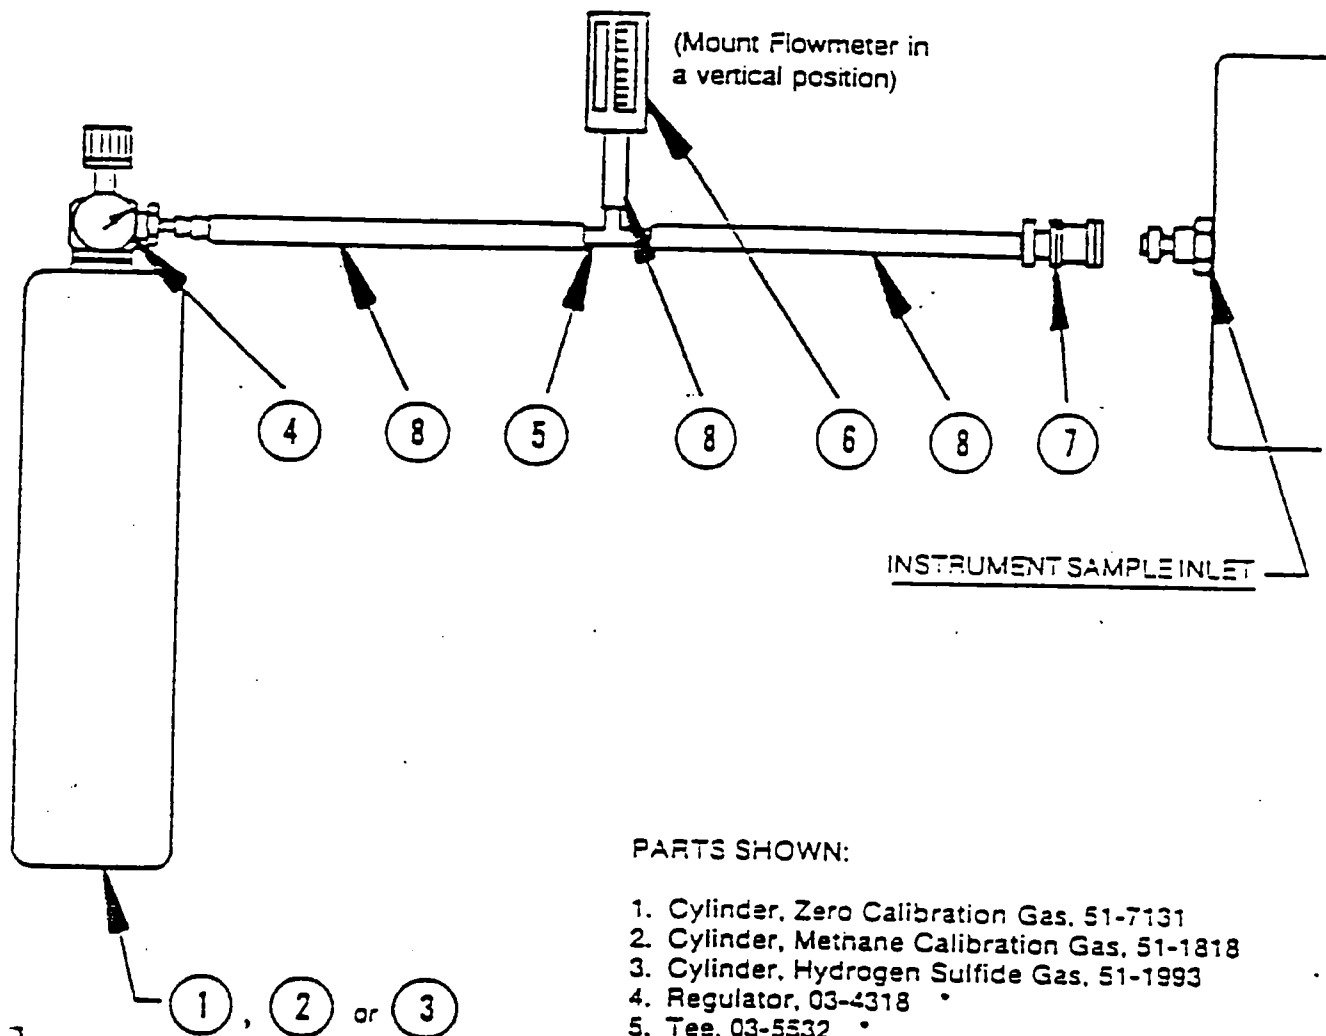 (Mount Flowmeter in
a vertical position)
4 8 5 8 6 8 7
INSTRUMENT SAMPLE INLET
PARTS SHOWN:
1. Cylinder, Zero Calibration Gas, 51-7131
2. Cylinder, Methane Calibration Gas, 51-1818
3. Cylinder, Hydrogen Sulfide Gas, 51-1993
1, 2 or 3
4. Regulator, 03-4318
5. Tee, 03-5532